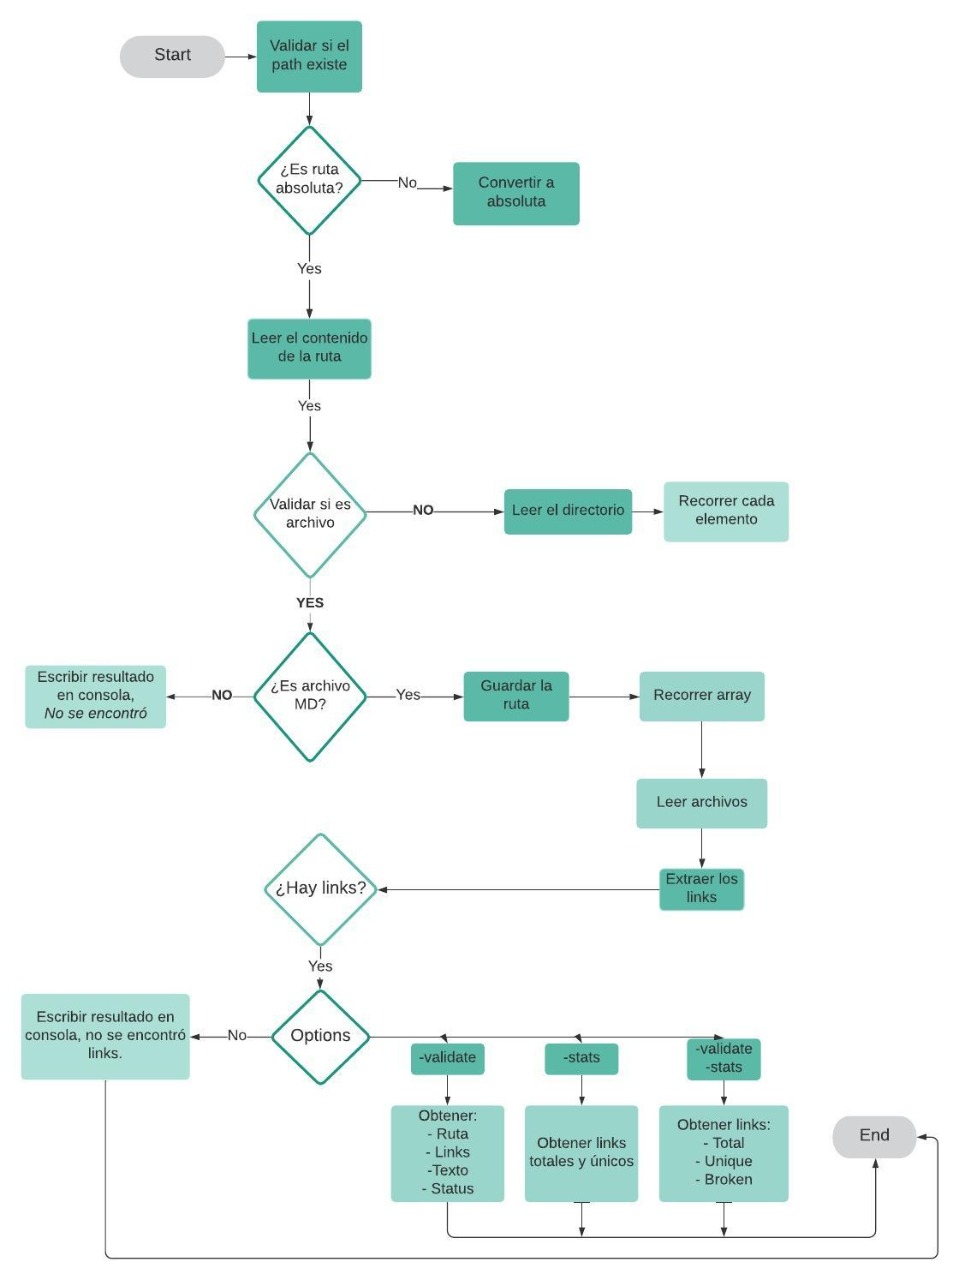 Start
Validar si el
path existe
¿Es ruta
absoluta?
No
Convertir a
absoluta
Yes
Leer el contenido
de la ruta
Yes
Validar si es
archivo
NO
Leer el directorio
Recorrer cada
elemento
YES
Escribir resultado
en consola,
No se encontró
NO
¿Es archivo
MD?
Yes
Guardar la
ruta
Recorrer array
Leer archivos
Extraer los
links
¿Hay links?
Yes
Escribir resultado en
consola, no se encontró
links.
No
Options
-validate
-stats
-validate
-stats
Obtener:
- Ruta
- Links
-Texto
- Status
Obtener links
totales y únicos
Obtener links:
- Total
- Unique
- Broken
End